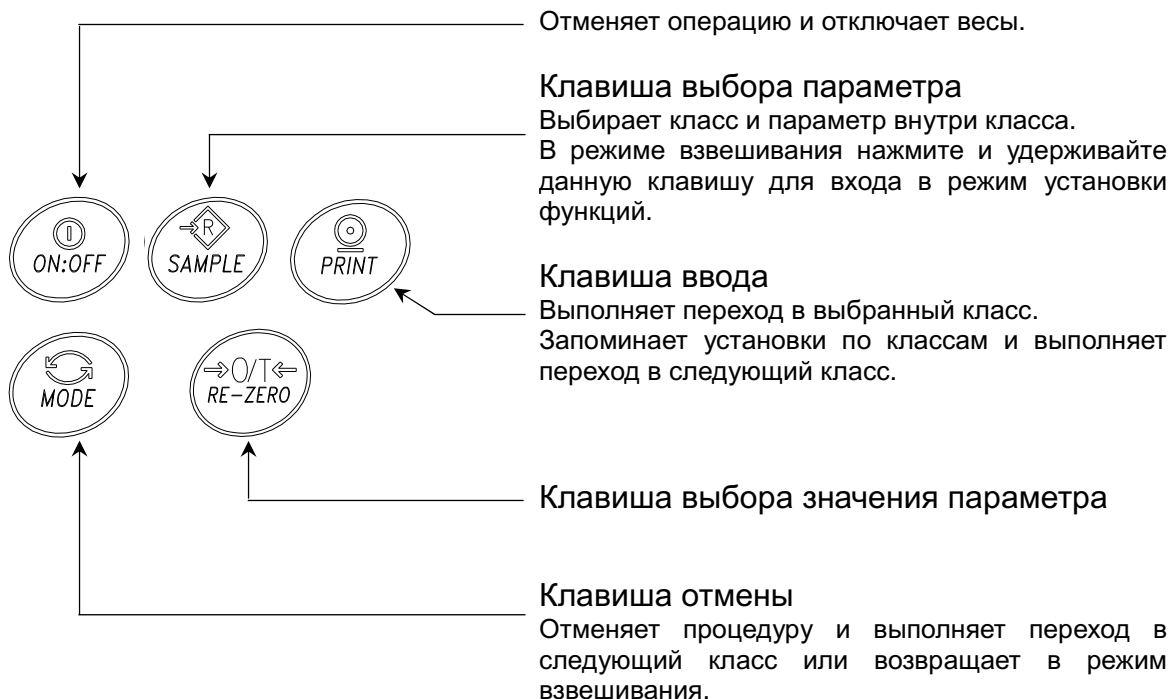 Отменяет операцию и отключает весы.
Клавиша выбора параметра
Выбирает класс и параметр внутри класса.
В режиме взвешивания нажмите и удерживайте
данную клавишу для входа в режим установки
функций.
R
ON:OFF
SAMPLE
PRINT
Клавиша ввода
Выполняет переход в выбранный класс.
Запоминает установки по классам и выполняет
переход в следующий класс.
MODE
→O/T←
RE-ZERO
Клавиша выбора значения параметра
Клавиша отмены
Отменяет процедуру и выполняет переход в
следующий класс или возвращает в режим
взвешивания.